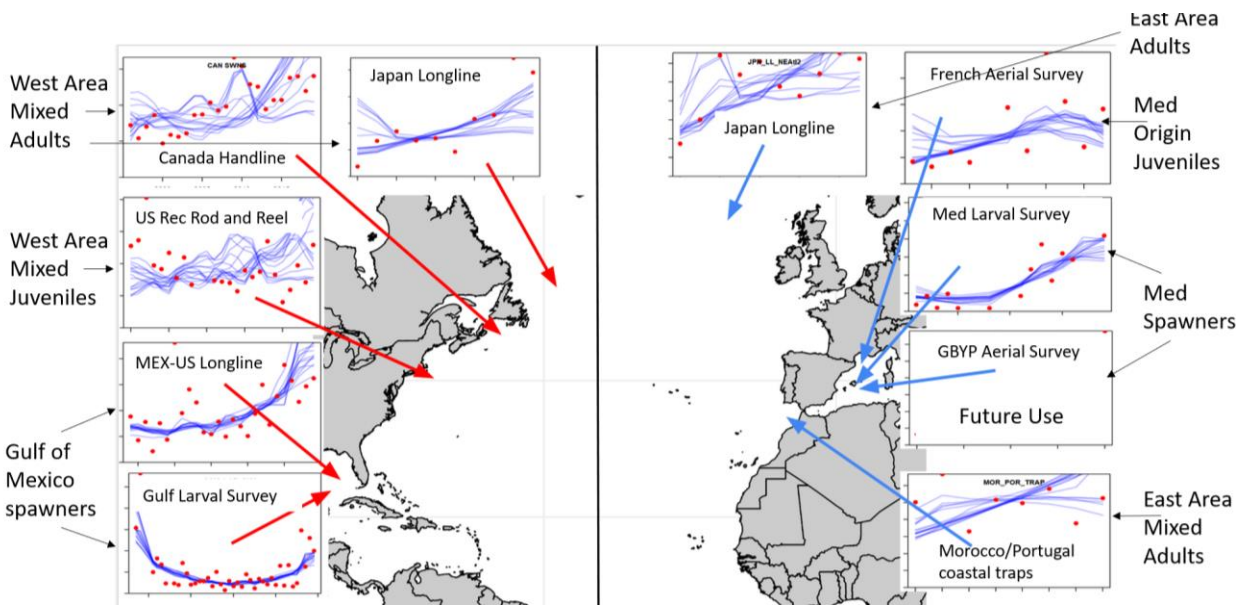 East Area
Adults
West Area
Mixed
Adults
CAN SWNS
Canada Handline
Japan Longline
JPN_LL_NEAtl2
Japan Longline
French Aerial Survey
Med
Origin
Juveniles
West Area
Mixed
Juveniles
US Rec Rod and Reel
Med Larval Survey
Med
Spawners
MEX-US Longline
GBYP Aerial Survey
Future Use
Gulf of
Mexico
spawners
Gulf Larval Survey
MOR_POR_TRAP
Morocco/Portugal
coastal traps
East Area
Mixed
Adults